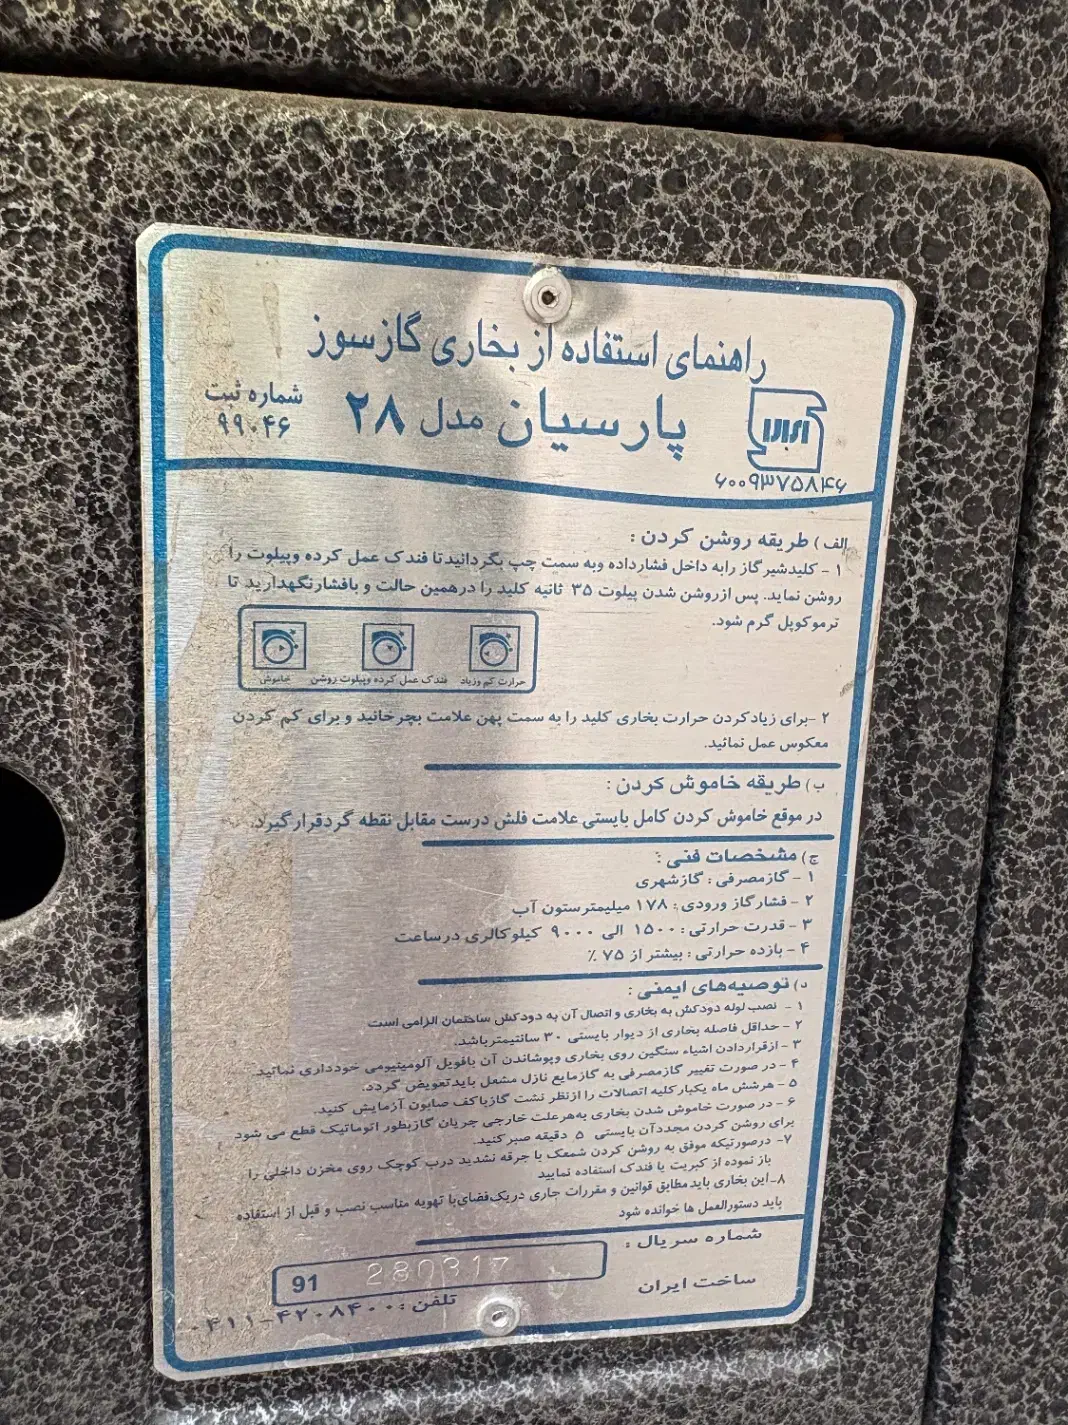 راهنمای استفاده از بخاری گازسوز
پارسیان مدل ۲۸
شماره ثبت
۹۹۰۴۶
۶۰۰۹۳۷۵۸۴۶
الف) طریقه روشن کردن :
۱ - کلیدشیرگاز رابه داخل فشارداده وبه سمت چپ بگردانیدتا فندک عمل کرده وپیلوت را
روشن نماید. پس ازروشن شدن پیلوت ۳۵ ثانیه کلید را درهمین حالت و بافشارنگهدارید تا
ترموکوپل گرم شود.
حرارت کم وزیاد
فندک عمل کرده وپیلوت روشن
خاموش
۲ -برای زیادکردن حرارت بخاری کلید را به سمت پهن علامت بچرخانید و برای کم کردن
معکوس عمل نمائید.
ب) طریقه خاموش کردن :
در موقع خاموش کردن کامل بایستی علامت فلش درست مقابل نقطه گردقرارگیرد.
ج) مشخصات فنی :
۱ - گازمصرفی : گازشهری
۲ - فشارگاز ورودی : ۱۷۸ میلیمترستون آب
۳ - قدرت حرارتی : ۱۵۰۰ الی ۹۰۰۰ کیلوکالری درساعت
۴ - بازده حرارتی : بیشتر از ۷۵ ٪
د) توصیه‌های ایمنی :
۱ - نصب لوله دودکش به بخاری و اتصال آن به دودکش ساختمان الزامی است
۲ - حداقل فاصله بخاری از دیوار بایستی ۳۰ سانتیمترباشد.
۳ - ازقراردادن اشیاء سنگین روی بخاری وپوشاندن آن بافویل آلومینیومی خودداری نمائید
۴ - در صورت تغییر گازمصرفی به گازمایع نازل مشعل بایدتعویض گردد.
۵ - هرشش ماه یکبارکلیه اتصالات را ازنظر نشت گازباکف صابون آزمایش کنید.
۶ - در صورت خاموش شدن بخاری به‌هرعلت خارجی جریان گازبطور اتوماتیک قطع می شود
برای روشن کردن مجددآن بایستی ۵ دقیقه صبرکنید.
۷- درصورتیکه موفق به روشن کردن شمعک با جرقه نشدید درب کوچک روی مخزن داخلی را
باز نموده از کبریت یا فندک استفاده نمایید
۸-این بخاری باید مطابق قوانین و مقررات جاری دریک‌فضای‌با تهویه مناسب نصب و قبل از استفاده
باید دستورالعمل ها خوانده شود
شماره سریال :
91 280317
ساخت ایران
تلفن : ۴۲۰۸۴۰۰-۰۴۱۱